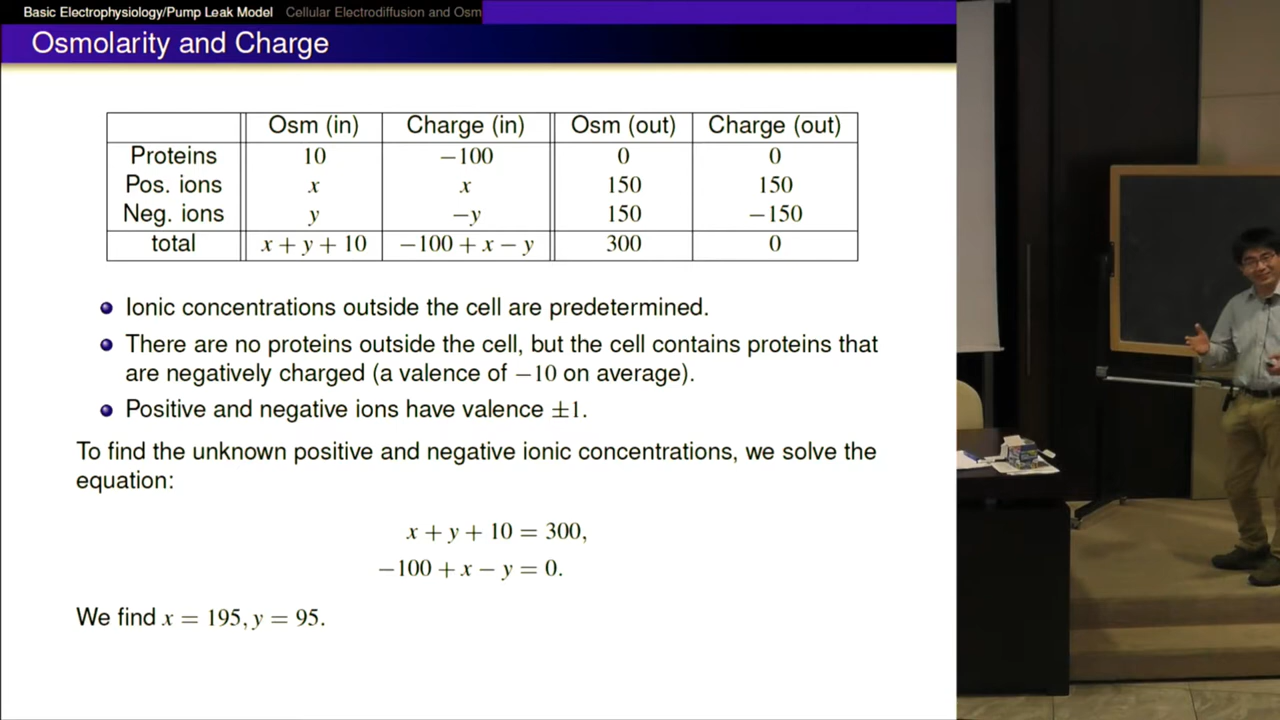 Basic Electrophysiology/Pump Leak Model Cellular Electrodiffusion and Osm
Osmolarity and Charge
Osm (in) Charge (in) Osm (out) Charge (out)
Proteins 10 −100 0 0
Pos. ions x x 150 150
Neg. ions y −y 150 −150
total x + y + 10 −100 + x − y 300 0
Ionic concentrations outside the cell are predetermined.
There are no proteins outside the cell, but the cell contains proteins that
are negatively charged (a valence of −10 on average).
Positive and negative ions have valence ±1.
To find the unknown positive and negative ionic concentrations, we solve the
equation:
x + y + 10 = 300,
−100 + x − y = 0.
We find x = 195, y = 95.